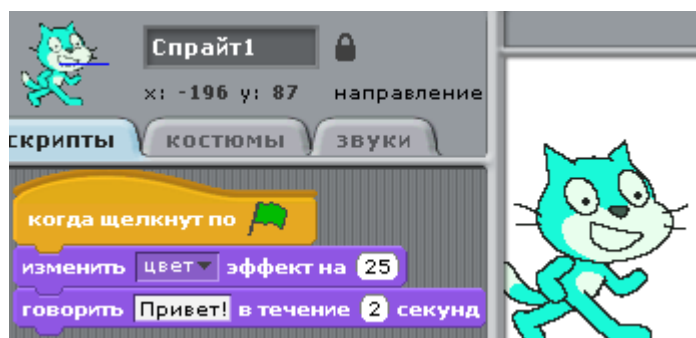 Спрайт1
x: -196 y: 87 направление
скрипты костюмы звуки
когда щелкнут по
изменить цвет эффект на 25
говорить Привет! в течение 2 секунд